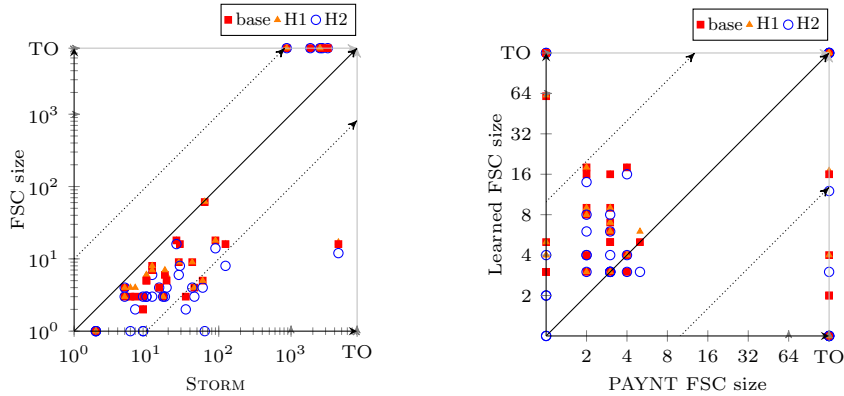 base H1 H2
TO
10^3
10^2
10^1
10^0
FSC size
10^0 10^1 10^2 10^3 TO
STORM
base H1 H2
TO
64
32
16
8
4
2
Learned FSC size
2 4 8 16 32 64 TO
PAYNT FSC size